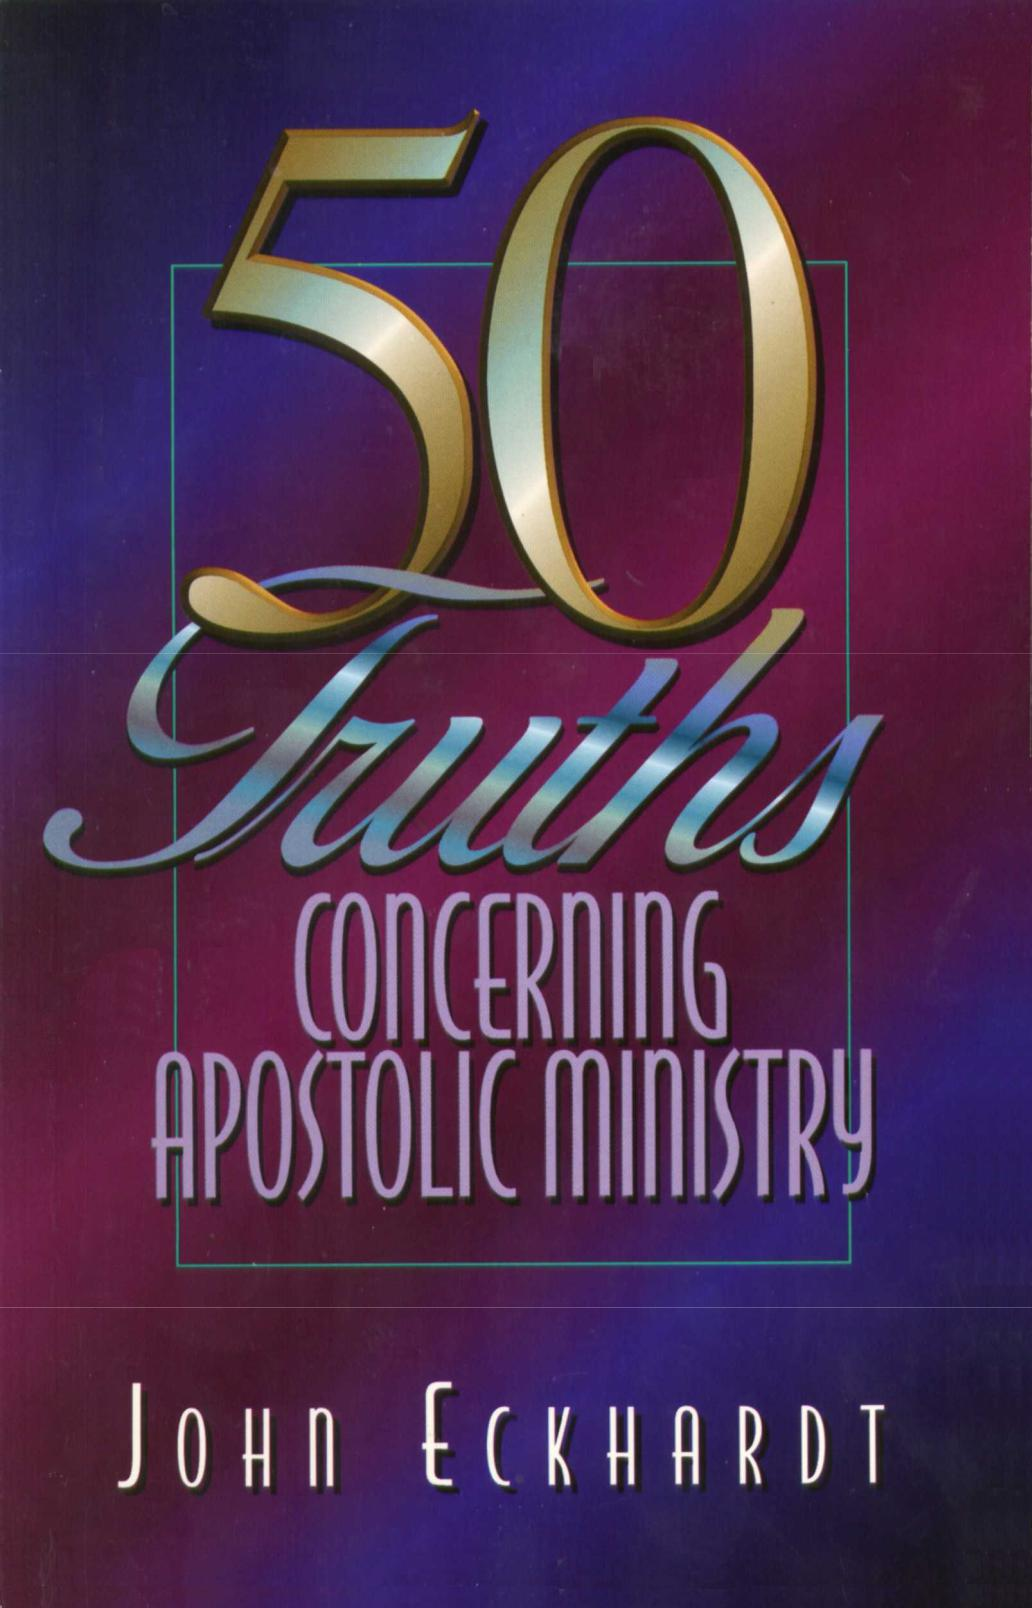 50
Truths
CONCERNING
APOSTOLIC MINISTRY
JOHN ECKHARDT